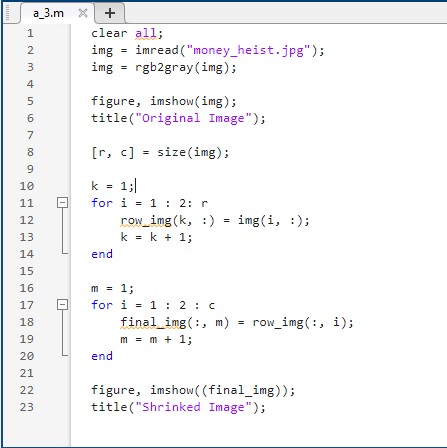 a_3.m
1 clear all;
2 img = imread("money_heist.jpg");
3 img = rgb2gray(img);
4
5 figure, imshow(img);
6 title("Original Image");
7
8 [r, c] = size(img);
9
10 k = 1;
11 for i = 1 : 2: r
12 row_img(k, :) = img(i, :);
13 k = k + 1;
14 end
15
16 m = 1;
17 for i = 1 : 2 : c
18 final_img(:, m) = row_img(:, i);
19 m = m + 1;
20 end
21
22 figure, imshow((final_img));
23 title("Shrinked Image");